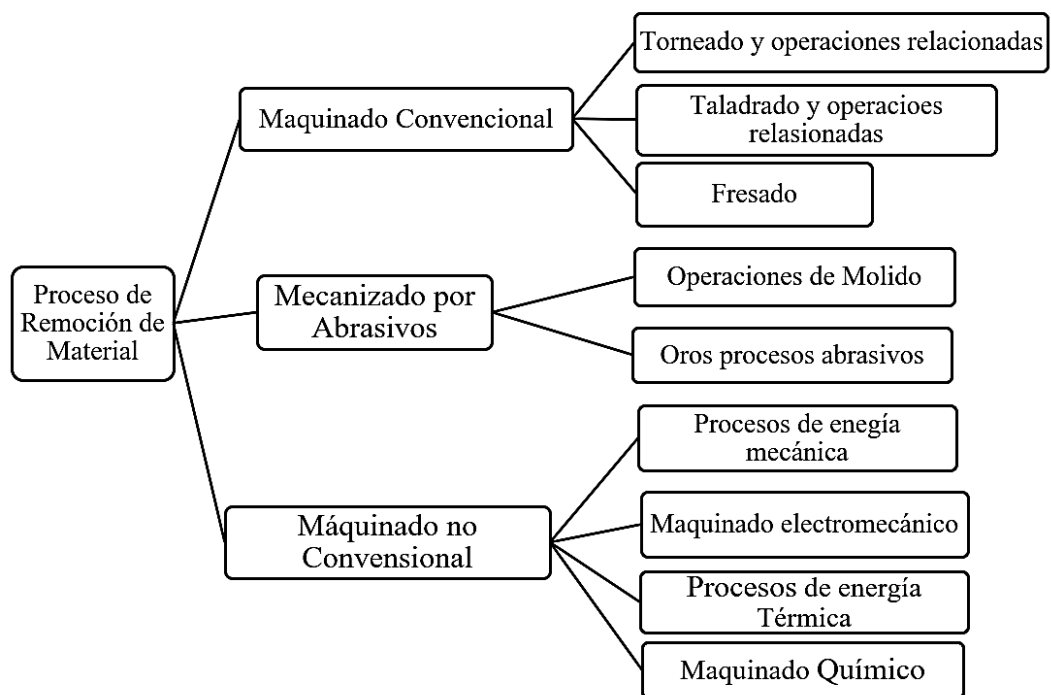 Proceso de
Remoción de
Material
Maquinado Convencional
Torneado y operaciones relacionadas
Taladrado y operacioes
relasionadas
Fresado
Mecanizado por
Abrasivos
Operaciones de Molido
Oros procesos abrasivos
Máquinado no
Convensional
Procesos de enegía
mecánica
Maquinado electromecánico
Procesos de energía
Térmica
Maquinado Químico